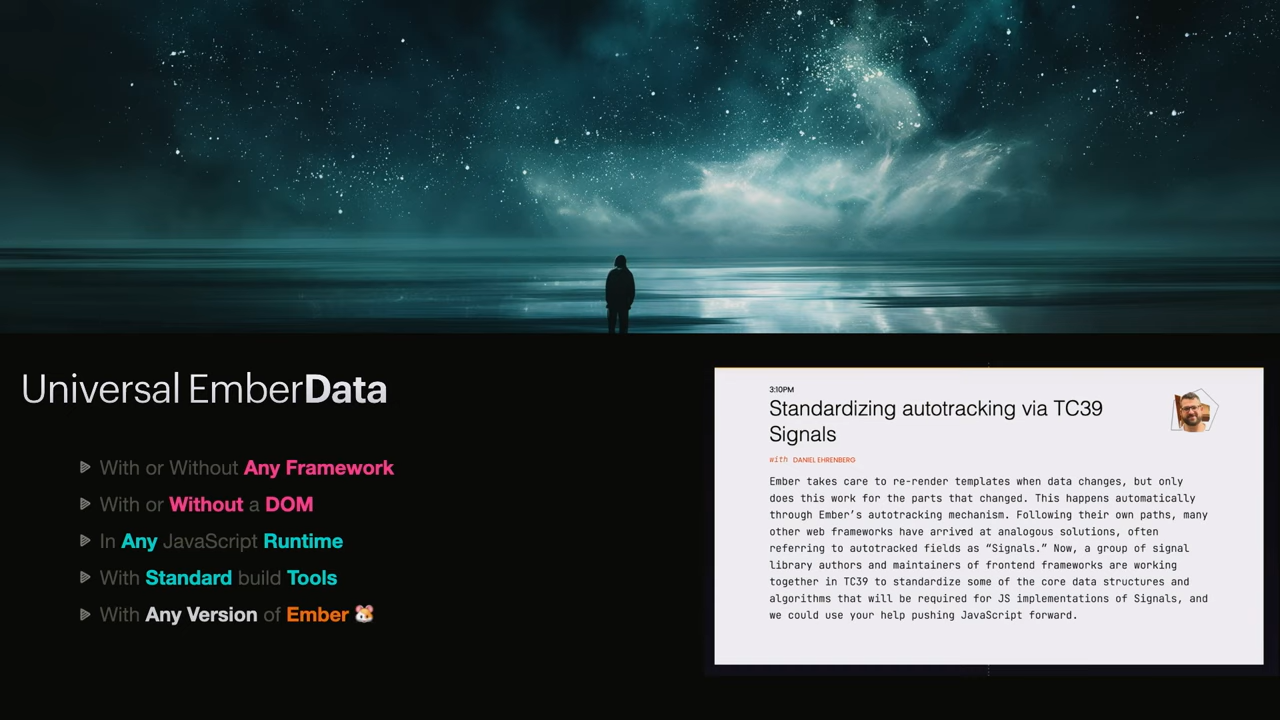 Universal EmberData
With or Without Any Framework
With or Without a DOM
In Any JavaScript Runtime
With Standard build Tools
With Any Version of Ember 🐹
3:10PM
Standardizing autotracking via TC39
Signals
with DANIEL EHRENBERG
Ember takes care to re-render templates when data changes, but only
does this work for the parts that changed. This happens automatically
through Ember’s autotracking mechanism. Following their own paths, many
other web frameworks have arrived at analogous solutions, often
referring to autotracked fields as “Signals.” Now, a group of signal
library authors and maintainers of frontend frameworks are working
together in TC39 to standardize some of the core data structures and
algorithms that will be required for JS implementations of Signals, and
we could use your help pushing JavaScript forward.